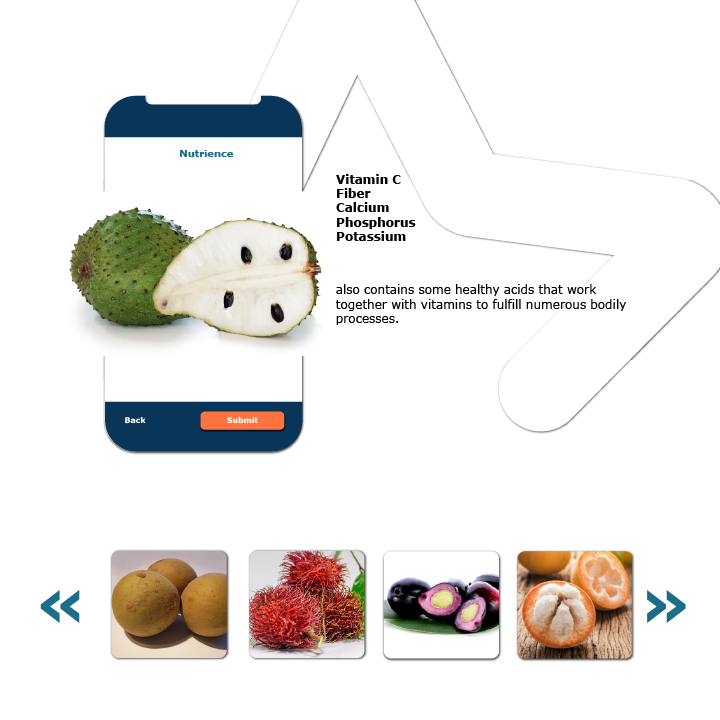 Nutrience
Vitamin C
Fiber
Calcium
Phosphorus
Potassium
also contains some healthy acids that work
together with vitamins to fulfill numerous bodily
processes.
Back
Submit